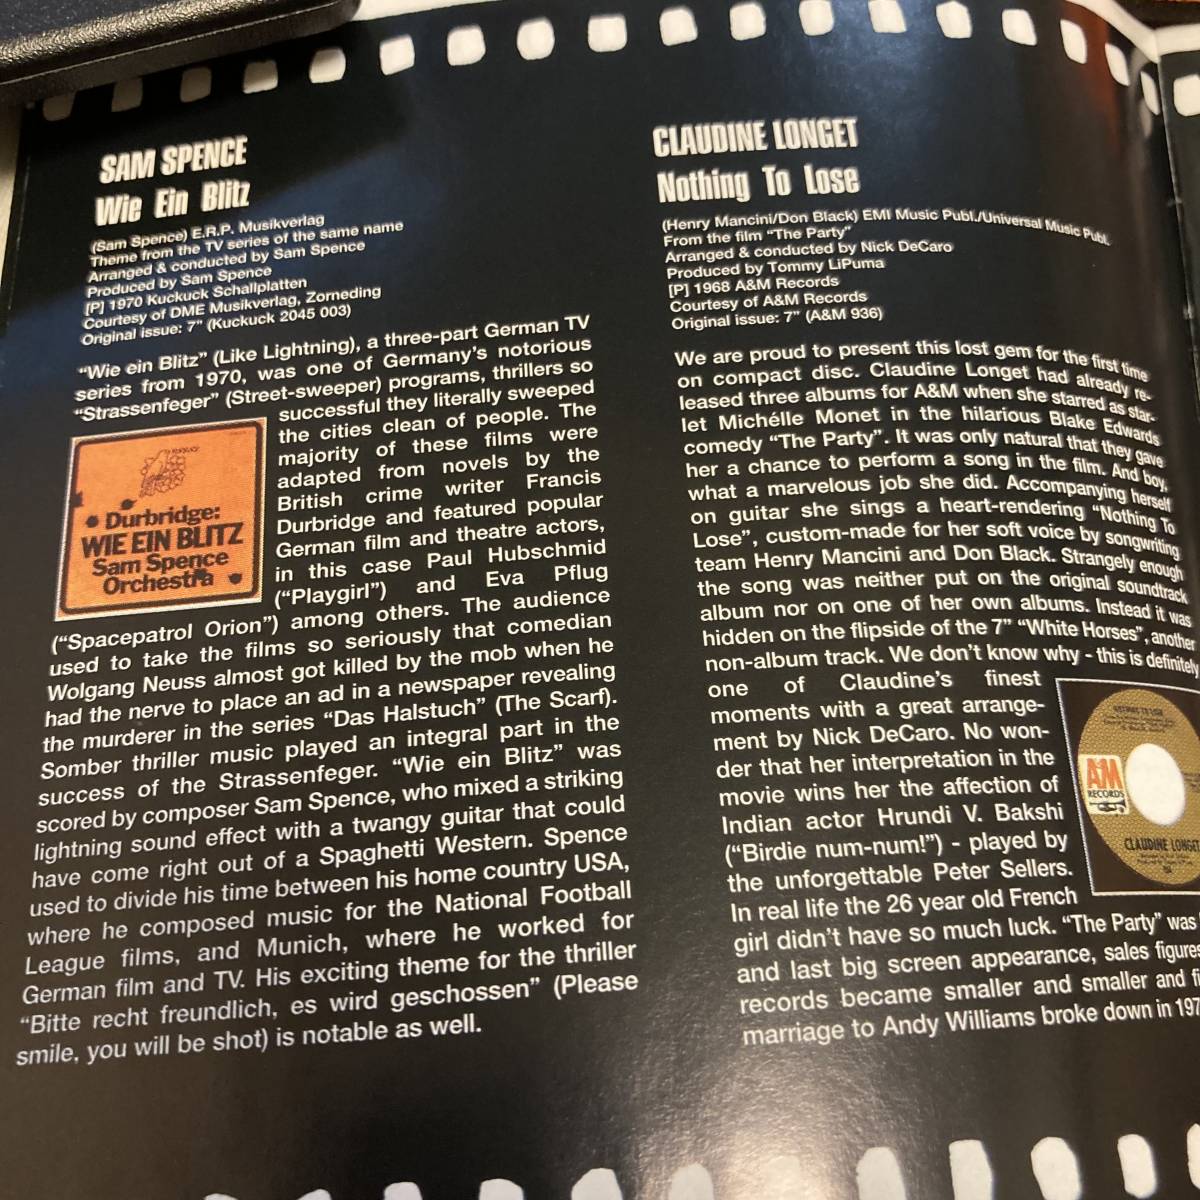 SAM SPENCE
Wie Ein Blitz
(Sam Spence) E.R.P. Musikverlag
Theme from the TV series of the same name
Arranged & conducted by Sam Spence
Produced by Sam Spence
[P] 1970 Kuckuck Schallplatten
Courtesy of DME Musikverlag, Zorneding
Original issue: 7” (Kuckuck 2045 003)
“Wie ein Blitz” (Like Lightning), a three-part German TV
series from 1970, was one of Germany’s notorious
“Strassenfeger” (Street-sweeper) programs, thrillers so
successful they literally sweeped
the cities clean of people. The
majority of these films were
adapted from novels by the
British crime writer Francis
Durbridge and featured popular
German film and theatre actors,
in this case Paul Hubschmid
(“Playgirl”) and Eva Pflug
(“Spacepatrol Orion”) among others. The audience
used to take the films so seriously that comedian
Wolgang Neuss almost got killed by the mob when he
had the nerve to place an ad in a newspaper revealing
the murderer in the series “Das Halstuch” (The Scarf).
Somber thriller music played an integral part in the
success of the Strassenfeger. “Wie ein Blitz” was
scored by composer Sam Spence, who mixed a striking
lightning sound effect with a twangy guitar that could
have come right out of a Spaghetti Western. Spence
used to divide his time between his home country USA,
where he composed music for the National Football
League films, and Munich, where he worked for
German film and TV. His exciting theme for the thriller
“Bitte recht freundlich, es wird geschossen” (Please
smile, you will be shot) is notable as well.
Durbridge:
WIE EIN BLITZ
Sam Spence
Orchestra
CLAUDINE LONGET
Nothing To Lose
(Henry Mancini/Don Black) EMI Music Publ./Universal Music Publ.
From the film “The Party”
Arranged & conducted by Nick DeCaro
Produced by Tommy LiPuma
[P] 1968 A&M Records
Courtesy of A&M Records
Original issue: 7” (A&M 936)
We are proud to present this lost gem for the first time
on compact disc. Claudine Longet had already re-
leased three albums for A&M when she starred as star-
let Michélle Monet in the hilarious Blake Edwards
comedy “The Party”. It was only natural that they gave
her a chance to perform a song in the film. And boy,
what a marvelous job she did. Accompanying herself
on guitar she sings a heart-rendering “Nothing To
Lose”, custom-made for her soft voice by songwriting
team Henry Mancini and Don Black. Strangely enough
the song was neither put on the original soundtrack
album nor on one of her own albums. Instead it was
hidden on the flipside of the 7” “White Horses”, another
non-album track. We don’t know why - this is definitely
one of Claudine’s finest
moments with a great arrange-
ment by Nick DeCaro. No won-
der that her interpretation in the
movie wins her the affection of
Indian actor Hrundi V. Bakshi
(“Birdie num-num!”) - played by
the unforgettable Peter Sellers.
In real life the 26 year old French
girl didn’t have so much luck. “The Party” was
and last big screen appearance, sales figures
records became smaller and smaller and fi
marriage to Andy Williams broke down in 197
NOTHING TO LOSE
A&M
RECORDS
CLAUDINE LONGET